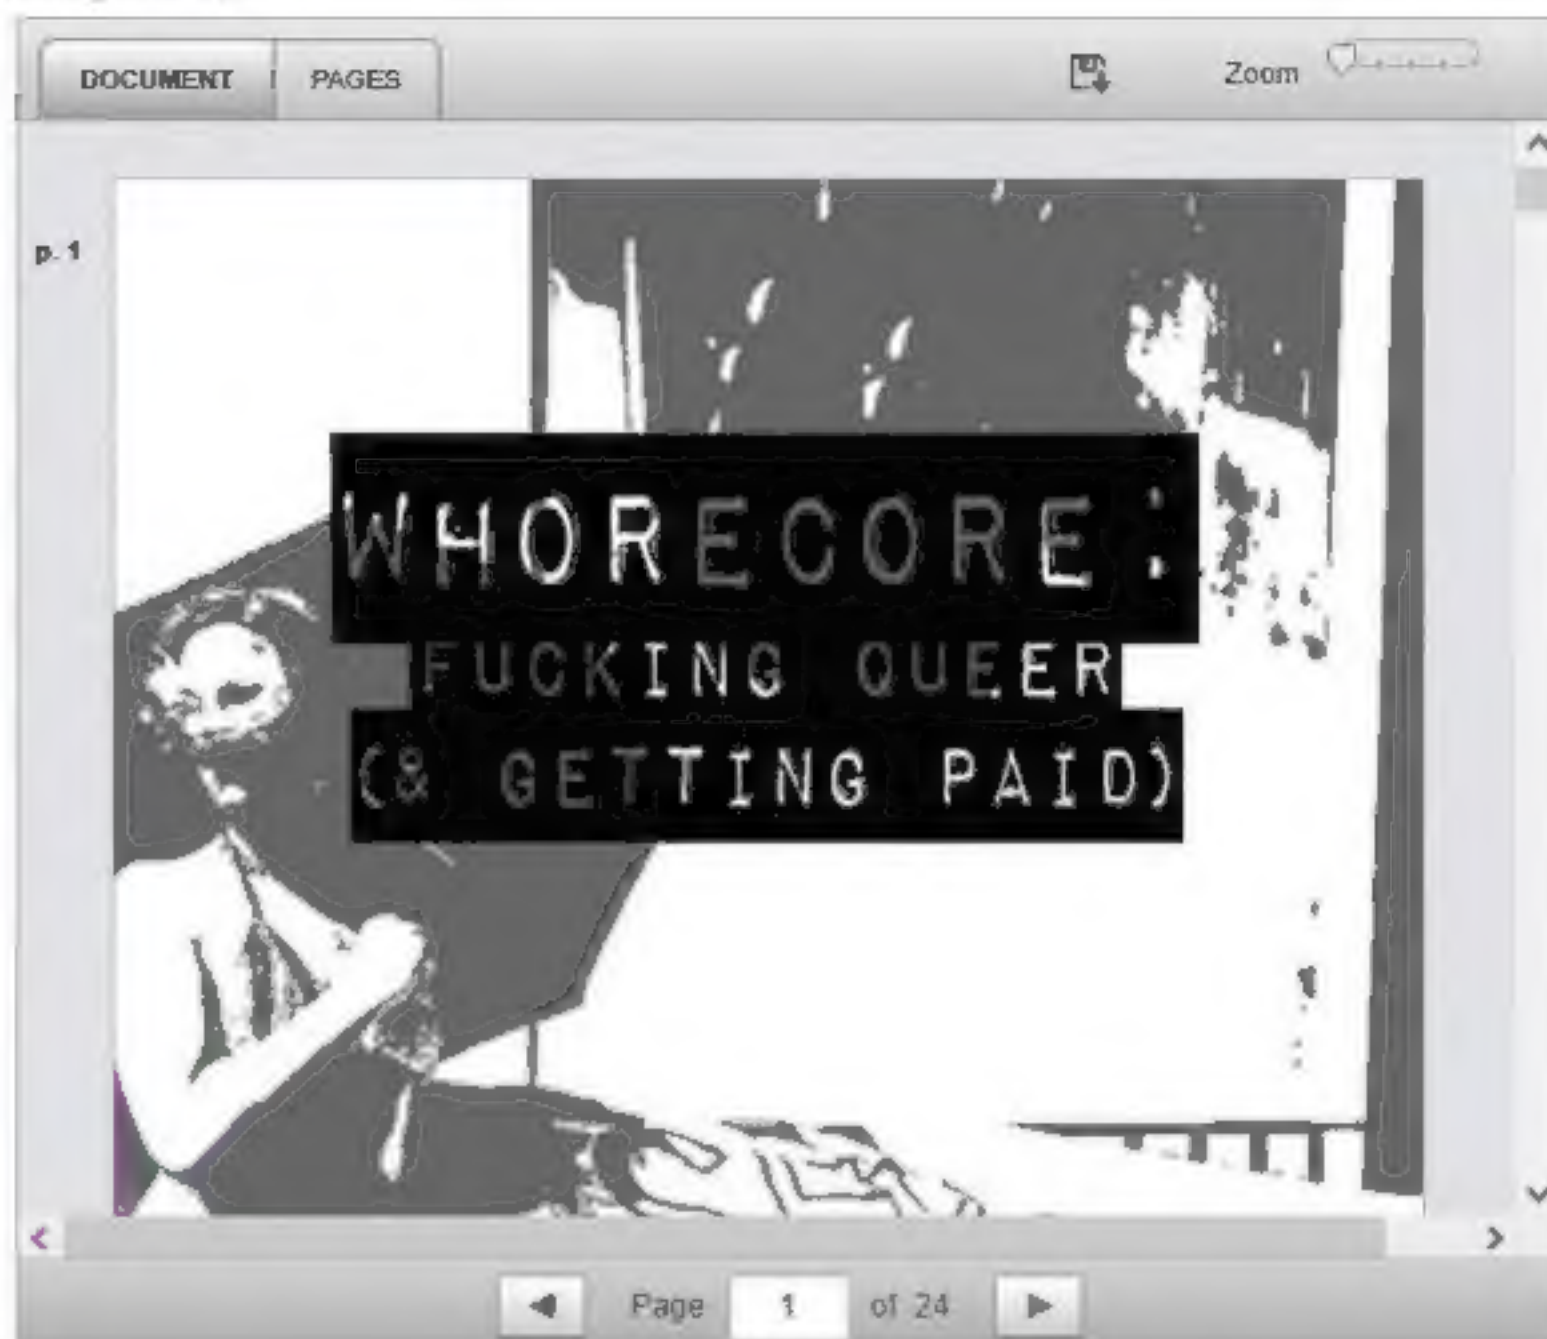 DOCUMENT PAGES Zoom
p. 1
WHORECORE:
FUCKING QUEER
(& GETTING PAID)
Page 1 of 24